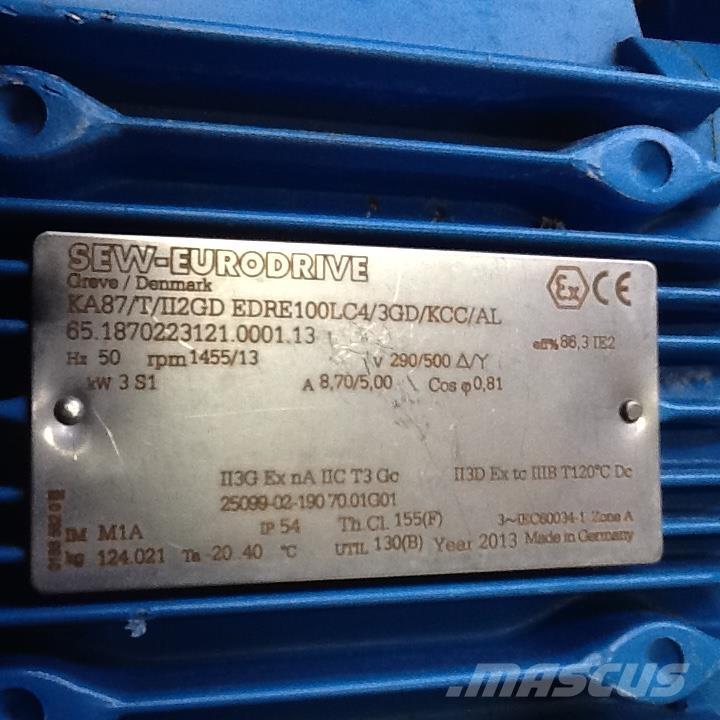 SEW-EURODRIVE
Greve / Denmark
KA87/T/II2GD EDRE100LC4/3GD/KCC/AL
65.1870223121.0001.13
Hz 50 rpm 1455/13 V 290/500 Δ/Y eff% 86,3 IE2
kW 3 S1 A 8,70/5,00 Cos φ 0,81
Ex CE
II3G Ex nA IIC T3 Gc II3D Ex tc IIIB T120°C Dc
25099-02-190 70.01G01
IM M1A IP 54 Th.Cl. 155(F) 3~IEC60034-1 Zone A
kg 124.021 Ta -20..40 °C UTIL 130(B) Year 2013 Made in Germany
MASCUS